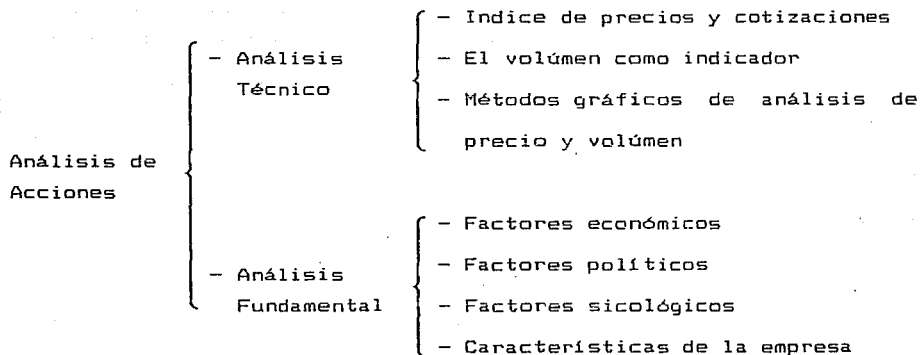 Análisis de
Acciones
- Análisis
Técnico
- Indice de precios y cotizaciones
- El volúmen como indicador
- Métodos gráficos de análisis de
precio y volúmen
- Análisis
Fundamental
- Factores económicos
- Factores políticos
- Factores sicológicos
- Características de la empresa